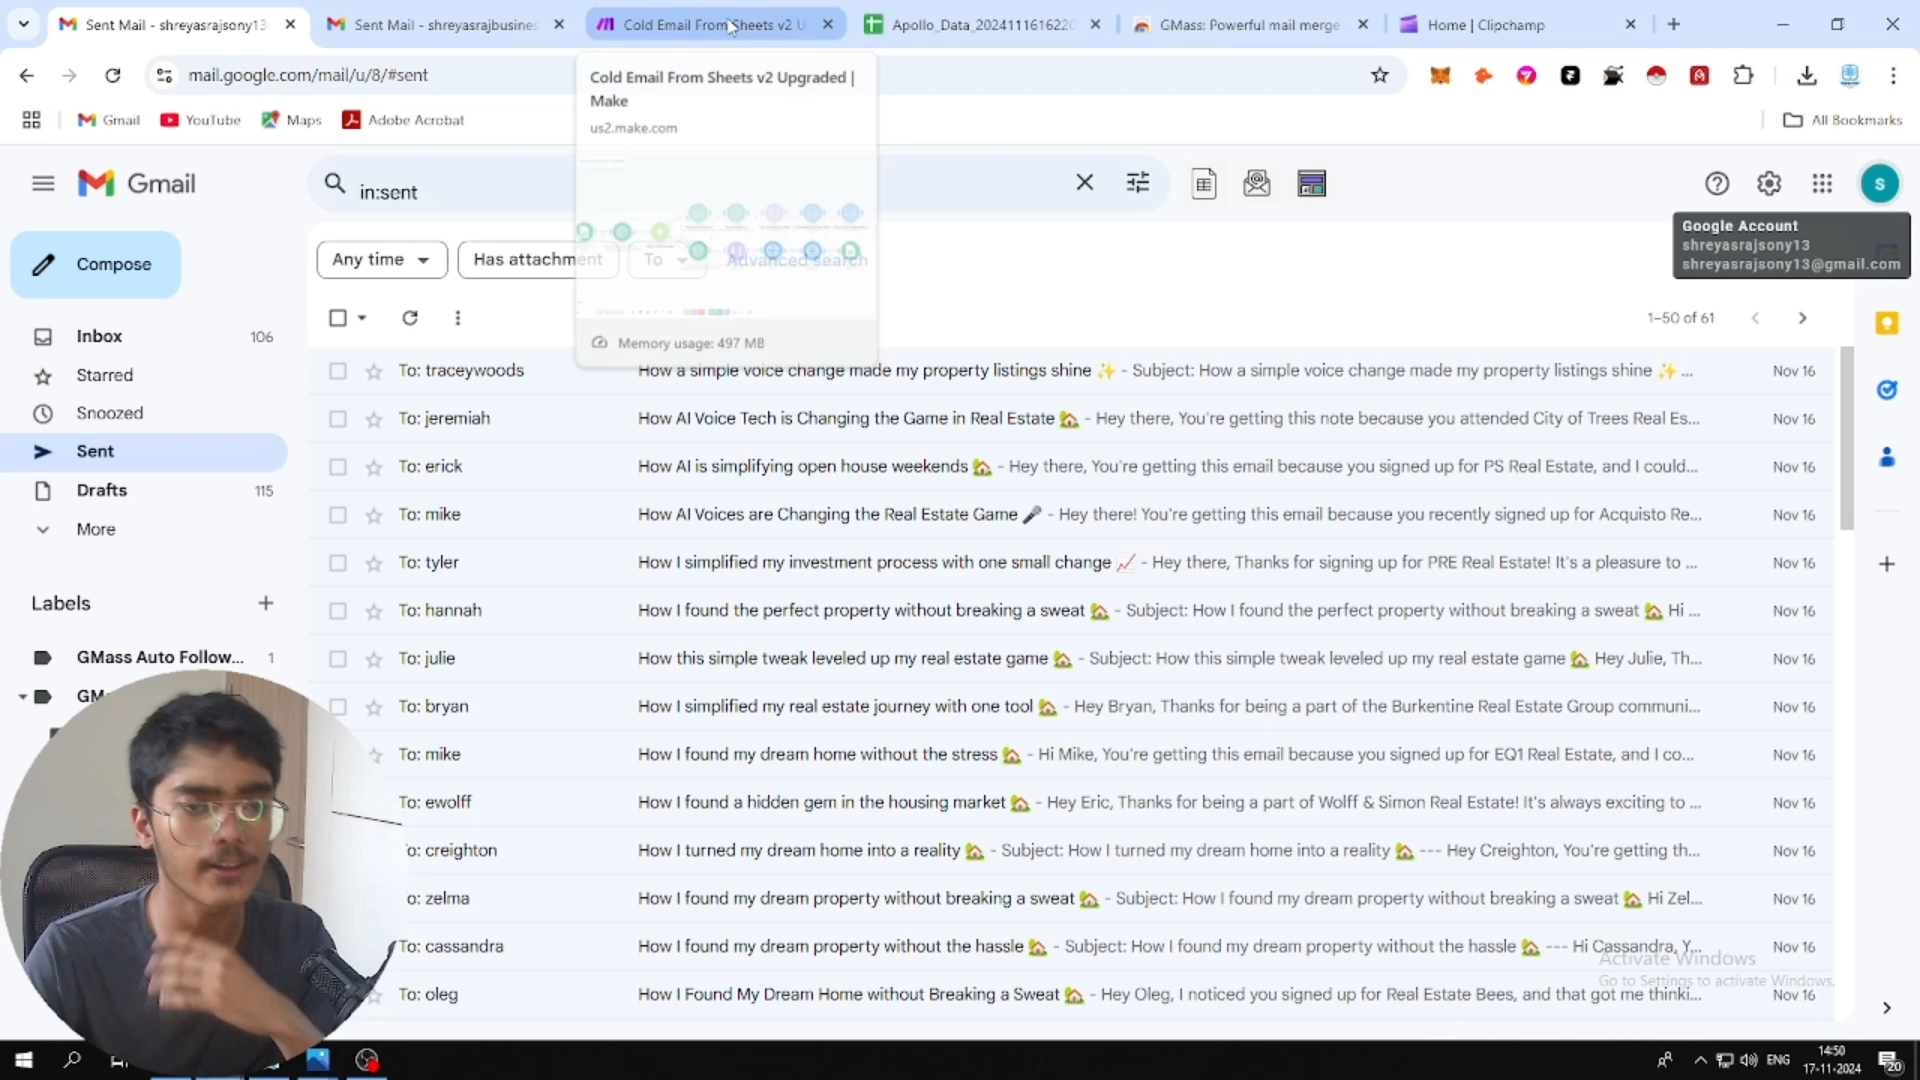 Sent Mail - shreyasrajsony13
Sent Mail - shreyasrajbusines
Cold Email From Sheets v2 U
Apollo_Data_20241116162
GMass: Powerful mail merge
Home | Clipchamp
mail.google.com/mail/u/8/#sent
Gmail
YouTube
Maps
Adobe Acrobat
All Bookmarks
Cold Email From Sheets v2 Upgraded |
Make
us2.make.com
Memory usage: 497 MB
Gmail
in:sent
S
Google Account
shreyasrajsony13
shreyasrajsony13@gmail.com
Compose
Any time
Has attachment
To
Advanced search
1–50 of 61
Inbox 106
Starred
Snoozed
Sent
Drafts 115
More
Labels
GMass Auto Follow... 1
To: traceywoods How a simple voice change made my property listings shine ✨ - Subject: How a simple voice change made my property listings shine ✨ ... Nov 16
To: jeremiah How AI Voice Tech is Changing the Game in Real Estate 🏡 - Hey there, You're getting this note because you attended City of Trees Real Es... Nov 16
To: erick How AI is simplifying open house weekends 🏡 - Hey there, You're getting this email because you signed up for PS Real Estate, and I could... Nov 16
To: mike How AI Voices are Changing the Real Estate Game 🎤 - Hey there! You're getting this email because you recently signed up for Acquisto Re... Nov 16
To: tyler How I simplified my investment process with one small change 📈 - Hey there, Thanks for signing up for PRE Real Estate! It's a pleasure to ... Nov 16
To: hannah How I found the perfect property without breaking a sweat 🏡 - Subject: How I found the perfect property without breaking a sweat 🏡 Hi ... Nov 16
To: julie How this simple tweak leveled up my real estate game 🏡 - Subject: How this simple tweak leveled up my real estate game 🏡 Hey Julie, Th... Nov 16
To: bryan How I simplified my real estate journey with one tool 🏡 - Hey Bryan, Thanks for being a part of the Burkentine Real Estate Group communi... Nov 16
To: mike How I found my dream home without the stress 🏡 - Hi Mike, You're getting this email because you signed up for EQ1 Real Estate, and I co... Nov 16
To: ewolff How I found a hidden gem in the housing market 🏡 - Hey Eric, Thanks for being a part of Wolff & Simon Real Estate! It's always exciting to ... Nov 16
o: creighton How I turned my dream home into a reality 🏡 - Subject: How I turned my dream home into a reality 🏡 --- Hey Creighton, You're getting th... Nov 16
o: zelma How I found my dream property without breaking a sweat 🏡 - Subject: How I found my dream property without breaking a sweat 🏡 Hi Zel... Nov 16
To: cassandra How I found my dream property without the hassle 🏡 - Subject: How I found my dream property without the hassle 🏡 --- Hi Cassandra, Y... Nov 16
To: oleg How I Found My Dream Home without Breaking a Sweat 🏡 - Hey Oleg, I noticed you signed up for Real Estate Bees, and that got me thinki... Nov 16
Activate Windows
Go to Settings to activate Windows.
ENG
14:50
17-11-2024
20